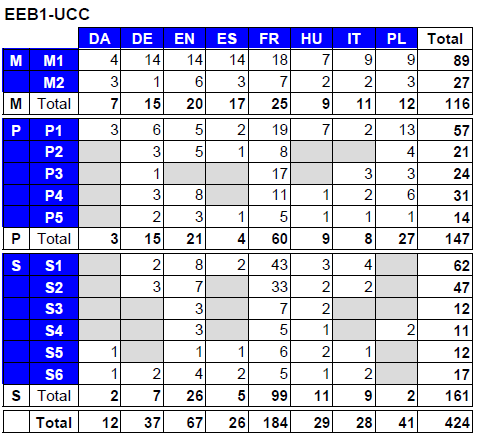 EEB1-UCC
DA DE EN ES FR HU IT PL Total
M M1 4 14 14 14 18 7 9 9 89
M2 3 1 6 3 7 2 2 3 27
M Total 7 15 20 17 25 9 11 12 116
P P1 3 6 5 2 19 7 2 13 57
P2 3 5 1 8 4 21
P3 1 17 3 3 24
P4 3 8 11 1 2 6 31
P5 2 3 1 5 1 1 1 14
P Total 3 15 21 4 60 9 8 27 147
S S1 2 8 2 43 3 4 62
S2 3 7 33 2 2 47
S3 3 7 2 12
S4 3 5 1 2 11
S5 1 1 1 6 2 1 12
S6 1 2 4 2 5 1 2 17
S Total 2 7 26 5 99 11 9 2 161
Total 12 37 67 26 184 29 28 41 424